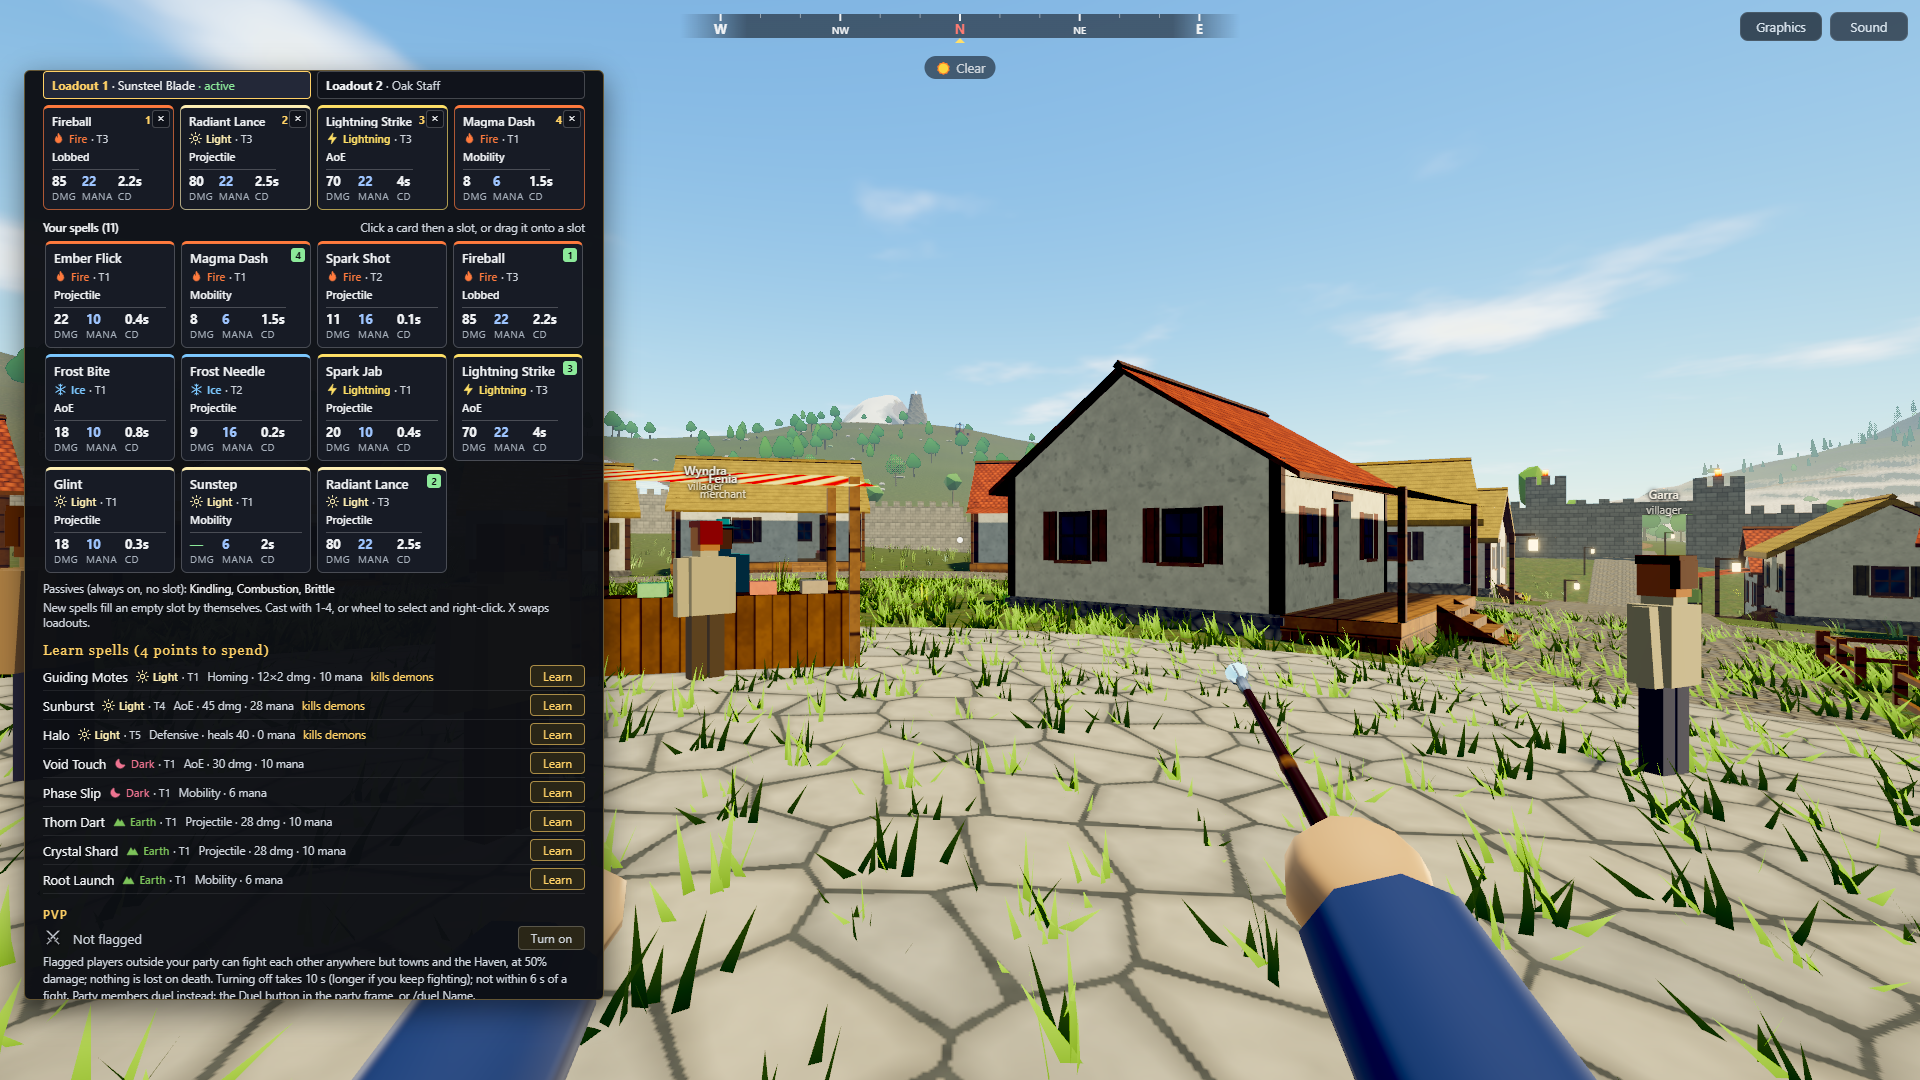 W NW N NE E
Graphics Sound
Clear
Loadout 1 · Sunsteel Blade · active
Loadout 2 · Oak Staff
Fireball 1 ×
Fire · T3
Lobbed
85 22 2.2s
DMG MANA CD
Radiant Lance 2 ×
Light · T3
Projectile
80 22 2.5s
DMG MANA CD
Lightning Strike 3 ×
Lightning · T3
AoE
70 22 4s
DMG MANA CD
Magma Dash 4 ×
Fire · T1
Mobility
8 6 1.5s
DMG MANA CD
Your spells (11)
Click a card then a slot, or drag it onto a slot
Ember Flick
Fire · T1
Projectile
22 10 0.4s
DMG MANA CD
Magma Dash 4
Fire · T1
Mobility
8 6 1.5s
DMG MANA CD
Spark Shot
Fire · T2
Projectile
11 16 0.1s
DMG MANA CD
Fireball 1
Fire · T3
Lobbed
85 22 2.2s
DMG MANA CD
Frost Bite
Ice · T1
AoE
18 10 0.8s
DMG MANA CD
Frost Needle
Ice · T2
Projectile
9 16 0.2s
DMG MANA CD
Spark Jab
Lightning · T1
Projectile
20 10 0.4s
DMG MANA CD
Lightning Strike 3
Lightning · T3
AoE
70 22 4s
DMG MANA CD
Glint
Light · T1
Projectile
18 10 0.3s
DMG MANA CD
Sunstep
Light · T1
Mobility
— 6 2s
DMG MANA CD
Radiant Lance 2
Light · T3
Projectile
80 22 2.5s
DMG MANA CD
Passives (always on, no slot): Kindling, Combustion, Brittle
New spells fill an empty slot by themselves. Cast with 1-4, or wheel to select and right-click. X swaps
loadouts.
Learn spells (4 points to spend)
Guiding Motes Light · T1 Homing · 12×2 dmg · 10 mana kills demons Learn
Sunburst Light · T4 AoE · 45 dmg · 28 mana kills demons Learn
Halo Light · T5 Defensive · heals 40 · 0 mana kills demons Learn
Void Touch Dark · T1 AoE · 30 dmg · 10 mana Learn
Phase Slip Dark · T1 Mobility · 6 mana Learn
Thorn Dart Earth · T1 Projectile · 28 dmg · 10 mana Learn
Crystal Shard Earth · T1 Projectile · 28 dmg · 10 mana Learn
Root Launch Earth · T1 Mobility · 6 mana Learn
PVP
Not flagged Turn on
Flagged players outside your party can fight each other anywhere but towns and the Haven, at 50%
damage; nothing is lost on death. Turning off takes 10 s (longer if you keep fighting); not within 6 s of a
fight. Party members duel instead: the Duel button in the party frame, or /duel Name.
Wyndra
villager
Fenia
merchant
Garra
villager